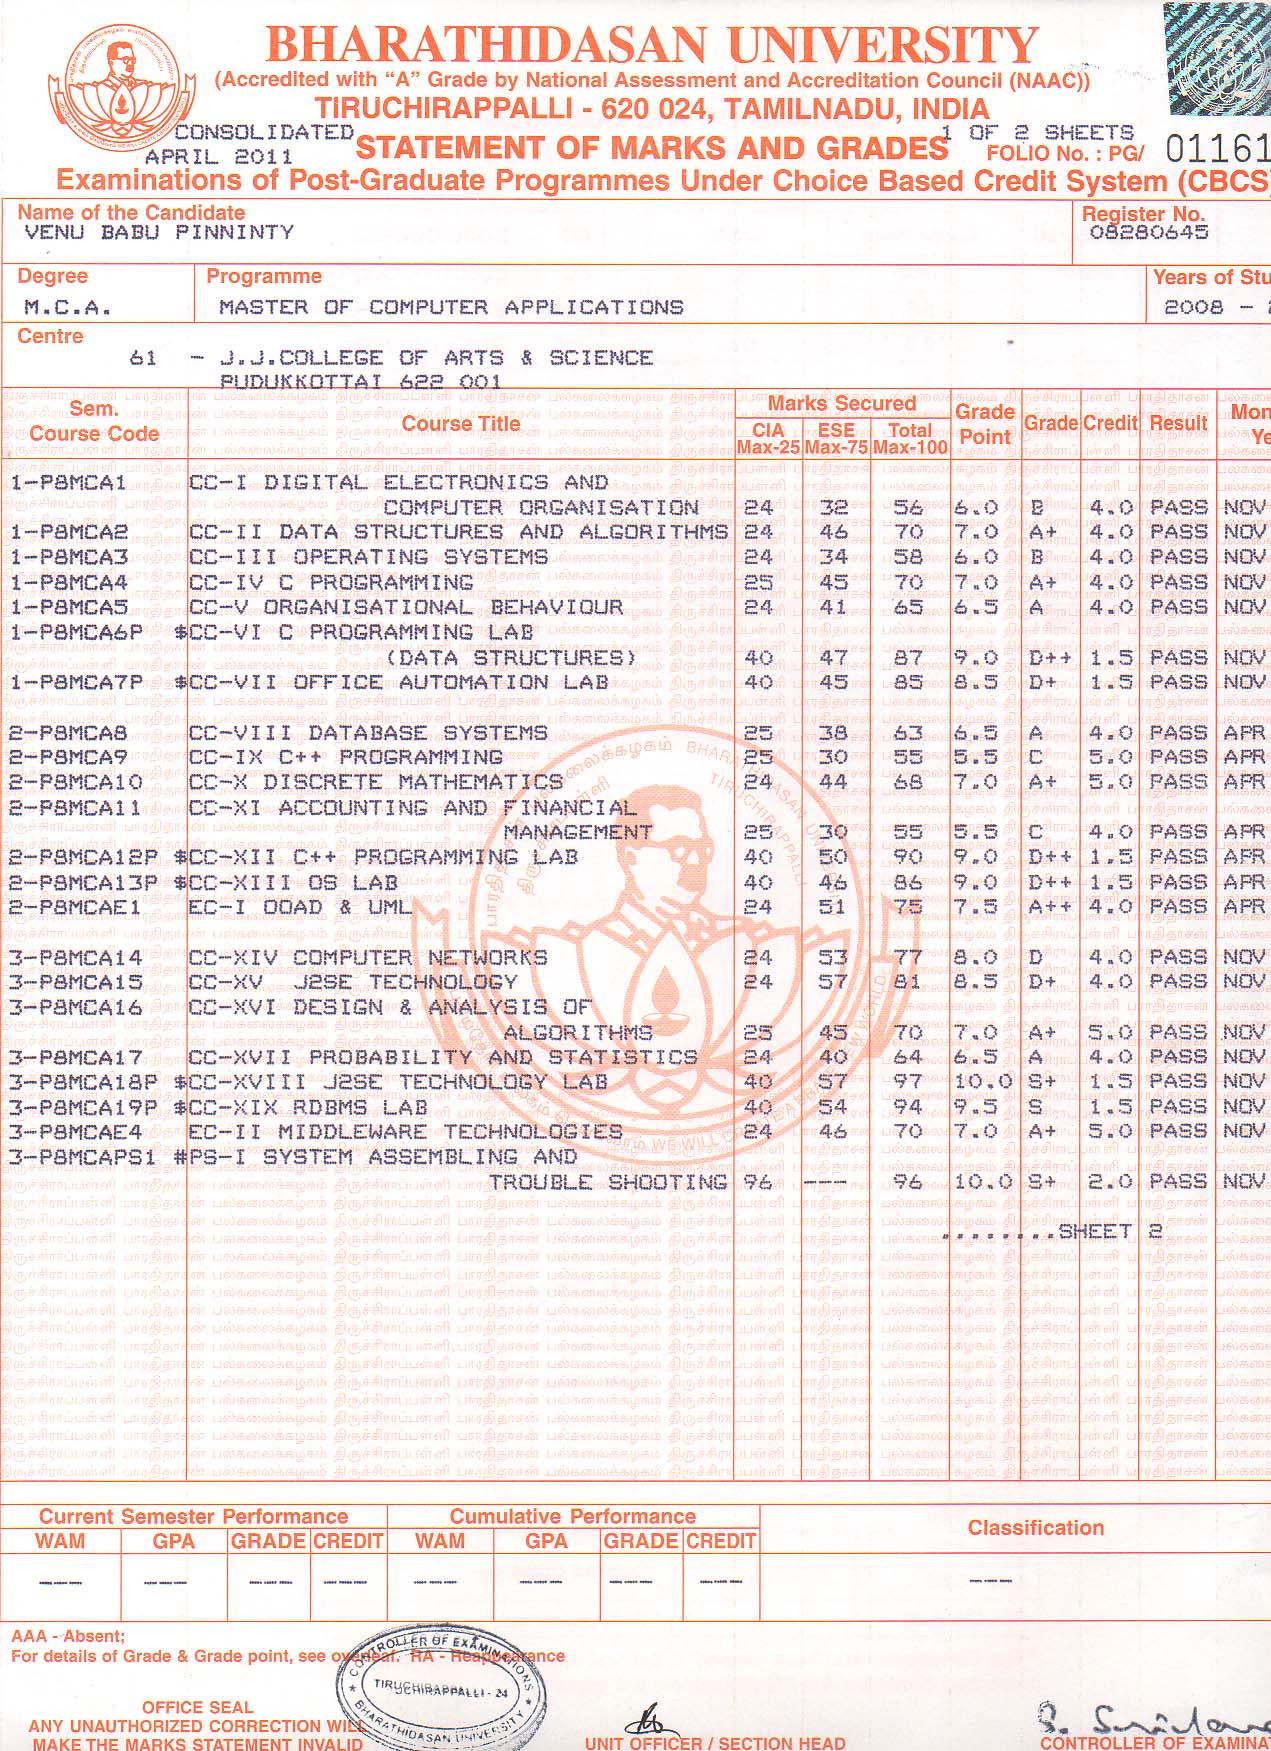 BHARATHIDASAN UNIVERSITY
(Accredited with “A” Grade by National Assessment and Accreditation Council (NAAC))
TIRUCHIRAPPALLI - 620 024, TAMILNADU, INDIA
CONSOLIDATED
APRIL 2011
STATEMENT OF MARKS AND GRADES
1 OF 2 SHEETS
FOLIO No. : PG/ 01161
Examinations of Post-Graduate Programmes Under Choice Based Credit System (CBCS)
Name of the Candidate
VENU BABU PINNINTY
Register No.
08280645
Degree
M.C.A.
Programme
MASTER OF COMPUTER APPLICATIONS
Years of Stu
2008 -
Centre
61 - J.J.COLLEGE OF ARTS & SCIENCE
PUDUKKOTTAI 622 001
Sem. Course Code Course Title Marks Secured Grade Point Grade Credit Result Mon Ye
CIA Max-25 ESE Max-75 Total Max-100
1-P8MCA1 CC-I DIGITAL ELECTRONICS AND
COMPUTER ORGANISATION 24 32 56 6.0 B 4.0 PASS NOV
1-P8MCA2 CC-II DATA STRUCTURES AND ALGORITHMS 24 46 70 7.0 A+ 4.0 PASS NOV
1-P8MCA3 CC-III OPERATING SYSTEMS 24 34 58 6.0 B 4.0 PASS NOV
1-P8MCA4 CC-IV C PROGRAMMING 25 45 70 7.0 A+ 4.0 PASS NOV
1-P8MCA5 CC-V ORGANISATIONAL BEHAVIOUR 24 41 65 6.5 A 4.0 PASS NOV
1-P8MCA6P $CC-VI C PROGRAMMING LAB
(DATA STRUCTURES) 40 47 87 9.0 D++ 1.5 PASS NOV
1-P8MCA7P $CC-VII OFFICE AUTOMATION LAB 40 45 85 8.5 D+ 1.5 PASS NOV
2-P8MCA8 CC-VIII DATABASE SYSTEMS 25 38 63 6.5 A 4.0 PASS APR
2-P8MCA9 CC-IX C++ PROGRAMMING 25 30 55 5.5 C 5.0 PASS APR
2-P8MCA10 CC-X DISCRETE MATHEMATICS 24 44 68 7.0 A+ 5.0 PASS APR
2-P8MCA11 CC-XI ACCOUNTING AND FINANCIAL
MANAGEMENT 25 30 55 5.5 C 4.0 PASS APR
2-P8MCA12P $CC-XII C++ PROGRAMMING LAB 40 50 90 9.0 D++ 1.5 PASS APR
2-P8MCA13P $CC-XIII OS LAB 40 46 86 9.0 D++ 1.5 PASS APR
2-P8MCAE1 EC-I OOAD & UML 24 51 75 7.5 A++ 4.0 PASS APR
3-P8MCA14 CC-XIV COMPUTER NETWORKS 24 53 77 8.0 D 4.0 PASS NOV
3-P8MCA15 CC-XV J2SE TECHNOLOGY 24 57 81 8.5 D+ 4.0 PASS NOV
3-P8MCA16 CC-XVI DESIGN & ANALYSIS OF
ALGORITHMS 25 45 70 7.0 A+ 5.0 PASS NOV
3-P8MCA17 CC-XVII PROBABILITY AND STATISTICS 24 40 64 6.5 A 4.0 PASS NOV
3-P8MCA18P $CC-XVIII J2SE TECHNOLOGY LAB 40 57 97 10.0 S+ 1.5 PASS NOV
3-P8MCA19P $CC-XIX RDBMS LAB 40 54 94 9.5 S 1.5 PASS NOV
3-P8MCAE4 EC-II MIDDLEWARE TECHNOLOGIES 24 46 70 7.0 A+ 5.0 PASS NOV
3-P8MCAPS1 #PS-I SYSTEM ASSEMBLING AND
TROUBLE SHOOTING 96 --- 96 10.0 S+ 2.0 PASS NOV
........SHEET 2
Current Semester Performance Cumulative Performance Classification
WAM GPA GRADE CREDIT WAM GPA GRADE CREDIT
--- --- --- --- --- --- --- --- ---
AAA - Absent;
For details of Grade & Grade point, see overleaf. RA - Reappearance
CONTROLLER OF EXAMINATIONS
TIRUCHIRAPPALLI - 24
BHARATHIDASAN UNIVERSITY
OFFICE SEAL
ANY UNAUTHORIZED CORRECTION WILL
MAKE THE MARKS STATEMENT INVALID
UNIT OFFICER / SECTION HEAD
CONTROLLER OF EXAMINAT